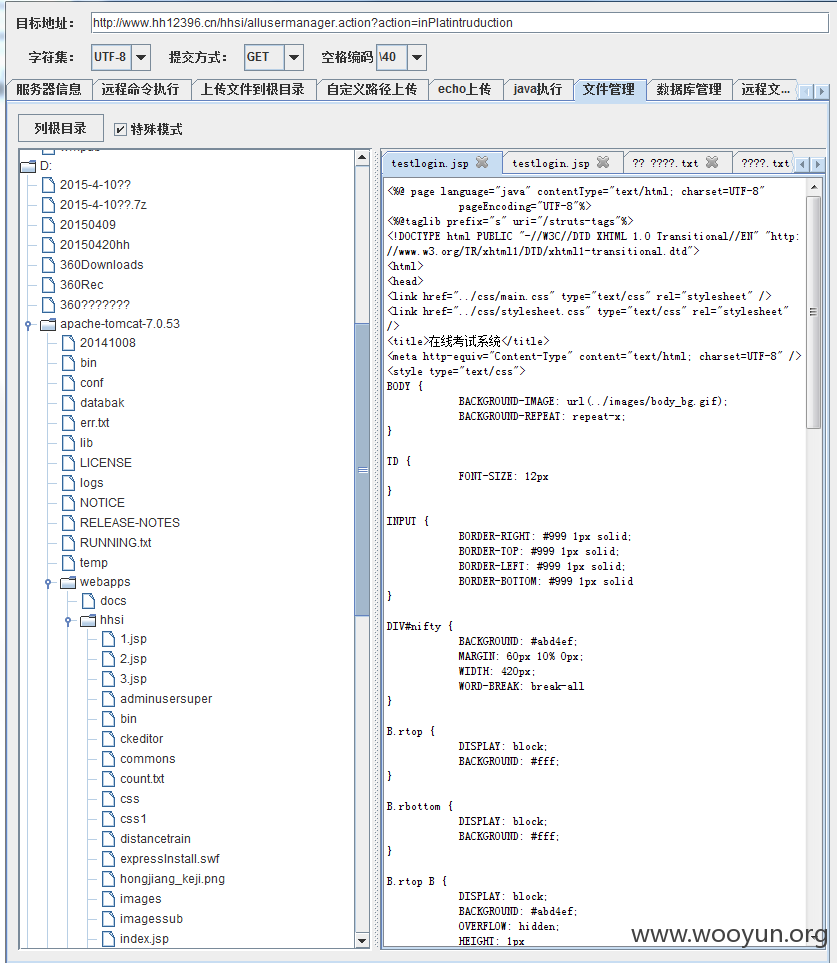 目标地址: http://www.hh12396.cn/hhsi/allusermanager.action?action=inPlatintruduction
字符集: UTF-8 提交方式: GET 空格编码 \40
服务器信息 远程命令执行 上传文件到根目录 自定义路径上传 echo上传 java执行 文件管理 数据库管理 远程文...
列根目录 特殊模式
D:
2015-4-10??
2015-4-10??.7z
20150409
20150420hh
360Downloads
360Rec
360???????
apache-tomcat-7.0.53
20141008
bin
conf
databak
err.txt
lib
LICENSE
logs
NOTICE
RELEASE-NOTES
RUNNING.txt
temp
webapps
docs
hhsi
1.jsp
2.jsp
3.jsp
adminusersuper
bin
ckeditor
commons
count.txt
css
css1
distancetrain
expressInstall.swf
hongjiang_keji.png
images
imagessub
index.jsp
testlogin.jsp testlogin.jsp ?? ????.txt ????.txt
<%@ page language="java" contentType="text/html; charset=UTF-8"
pageEncoding="UTF-8"%>
<%@taglib prefix="s" uri="/struts-tags"%>
<!DOCTYPE html PUBLIC "-//W3C//DTD XHTML 1.0 Transitional//EN" "http:
//www.w3.org/TR/xhtml1/DTD/xhtml1-transitional.dtd">
<html>
<head>
<link href="../css/main.css" type="text/css" rel="stylesheet" />
<link href="../css/stylesheet.css" type="text/css" rel="stylesheet"
/>
<title>在线考试系统</title>
<meta http-equiv="Content-Type" content="text/html; charset=UTF-8" />
<style type="text/css">
BODY {
BACKGROUND-IMAGE: url(../images/body_bg.gif);
BACKGROUND-REPEAT: repeat-x;
}
TD {
FONT-SIZE: 12px
}
INPUT {
BORDER-RIGHT: #999 1px solid;
BORDER-TOP: #999 1px solid;
BORDER-LEFT: #999 1px solid;
BORDER-BOTTOM: #999 1px solid
}
DIV#nifty {
BACKGROUND: #abd4ef;
MARGIN: 60px 10% 0px;
WIDTH: 420px;
WORD-BREAK: break-all
}
B.rtop {
DISPLAY: block;
BACKGROUND: #fff;
}
B.rbottom {
DISPLAY: block;
BACKGROUND: #fff;
}
B.rtop B {
DISPLAY: block;
BACKGROUND: #abd4ef;
OVERFLOW: hidden;
HEIGHT: 1px
www.wooyun.org